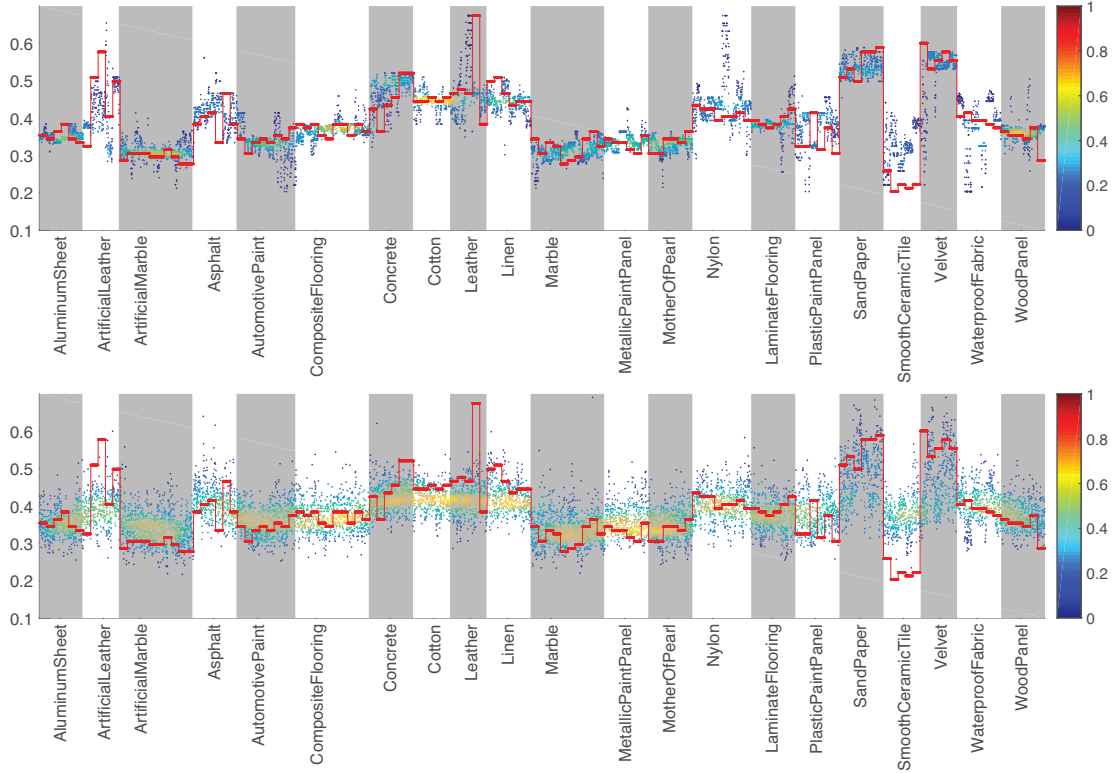 0.6
0.5
0.4
0.3
0.2
0.1
1
0.8
0.6
0.4
0.2
0
AluminumSheet
ArtificialLeather
ArtificialMarble
Asphalt
AutomotivePaint
CompositeFlooring
Concrete
Cotton
Leather
Linen
Marble
MetallicPaintPanel
MotherOfPearl
Nylon
LaminateFlooring
PlasticPaintPanel
SandPaper
SmoothCeramicTile
Velvet
WaterproofFabric
WoodPanel
0.6
0.5
0.4
0.3
0.2
0.1
1
0.8
0.6
0.4
0.2
0
AluminumSheet
ArtificialLeather
ArtificialMarble
Asphalt
AutomotivePaint
CompositeFlooring
Concrete
Cotton
Leather
Linen
Marble
MetallicPaintPanel
MotherOfPearl
Nylon
LaminateFlooring
PlasticPaintPanel
SandPaper
SmoothCeramicTile
Velvet
WaterproofFabric
WoodPanel